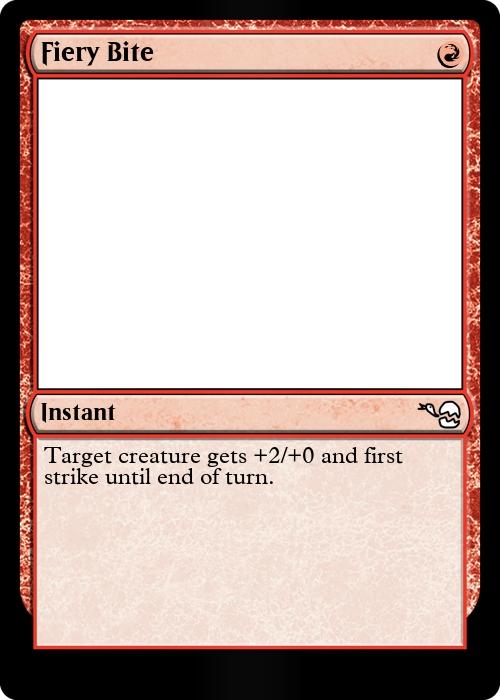 Fiery Bite
Instant
Target creature gets +2/+0 and first
strike until end of turn.